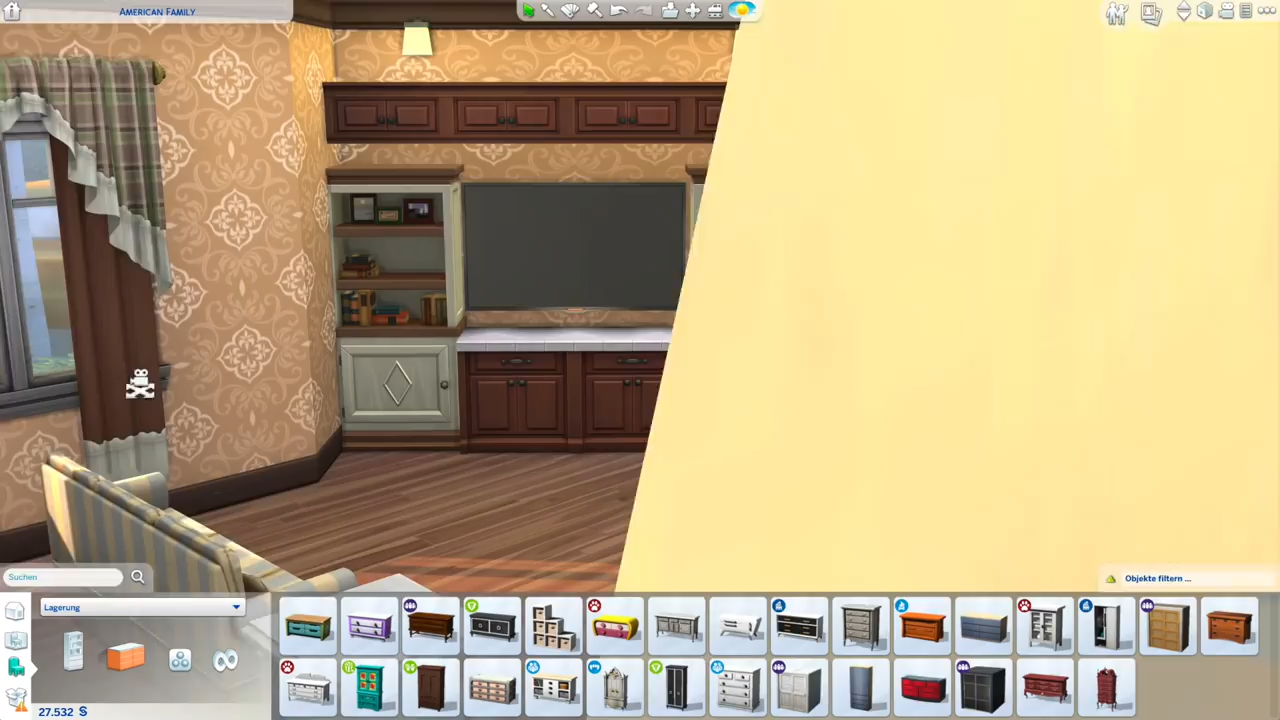 AMERICAN FAMILY
Suchen
Lagerung
Objekte filtern ...
27.532 S